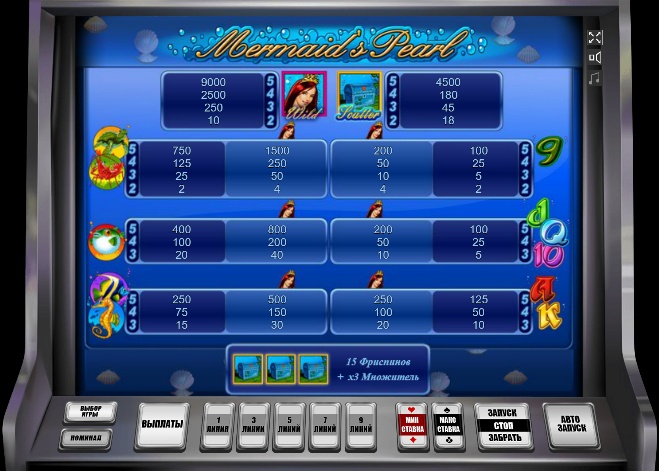 Mermaid's Pearl
9000 5 5 4500
2500 4 4 180
250 3 3 45
10 2 2 18
Wild Scatter
5 750 1500 200 100 5 9
4 125 250 50 25 4
3 25 50 10 5 3
2 2 4 4 2 2
5 400 800 200 100 5 J
4 100 200 50 25 4 Q
3 20 40 10 5 3 10
5 250 500 250 125 5 A
4 75 150 100 50 4 K
3 15 30 20 10 3
15 Фриспинов
+ x3 Множитель
ВЫБОР
ИГРЫ
НОМИНАЛ
ВЫПЛАТЫ
1
ЛИНИЯ
3
ЛИНИИ
5
ЛИНИЙ
7
ЛИНИЙ
9
ЛИНИЙ
МИН
СТАВКА
МАКС
СТАВКА
ЗАПУСК
СТОП
ЗАБРАТЬ
АВТО
ЗАПУСК